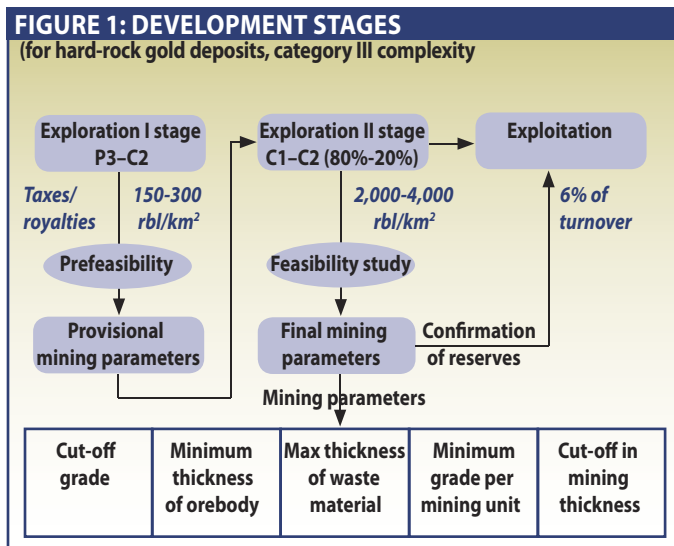 FIGURE 1: DEVELOPMENT STAGES
(for hard-rock gold deposits, category III complexity
Exploration I stage
P3–C2
Exploration II stage
C1–C2 (80%-20%)
Exploitation
Taxes/
royalties
150-300
rbl/km²
2,000-4,000
rbl/km²
6% of
turnover
Prefeasibility
Feasibility study
Provisional
mining parameters
Final mining
parameters
Confirmation
of reserves
Mining parameters
Cut-off
grade
Minimum
thickness
of orebody
Max thickness
of waste
material
Minimum
grade per
mining unit
Cut-off in
mining
thickness